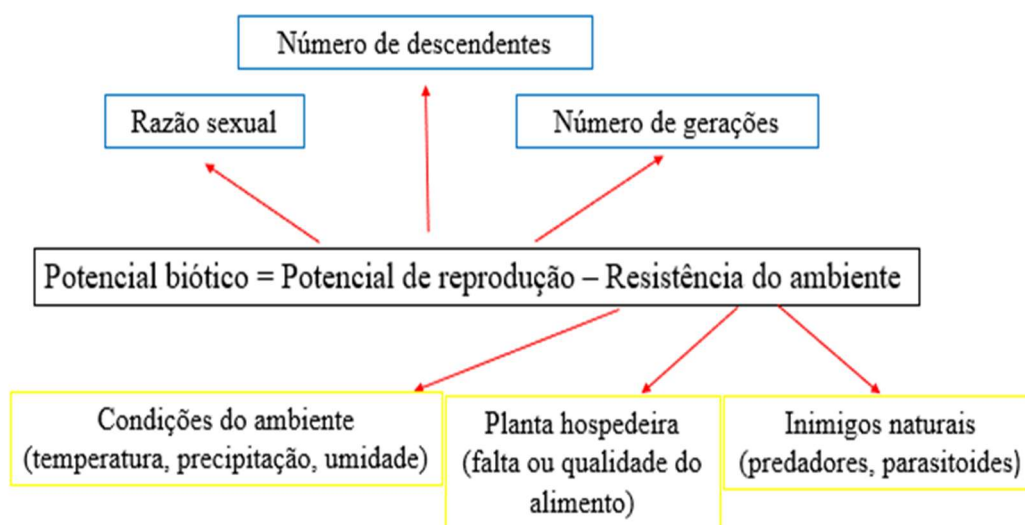 Número de descendentes
Razão sexual
Número de gerações
Potencial biótico = Potencial de reprodução – Resistência do ambiente
Condições do ambiente
(temperatura, precipitação, umidade)
Planta hospedeira
(falta ou qualidade do
alimento)
Inimigos naturais
(predadores, parasitoides)